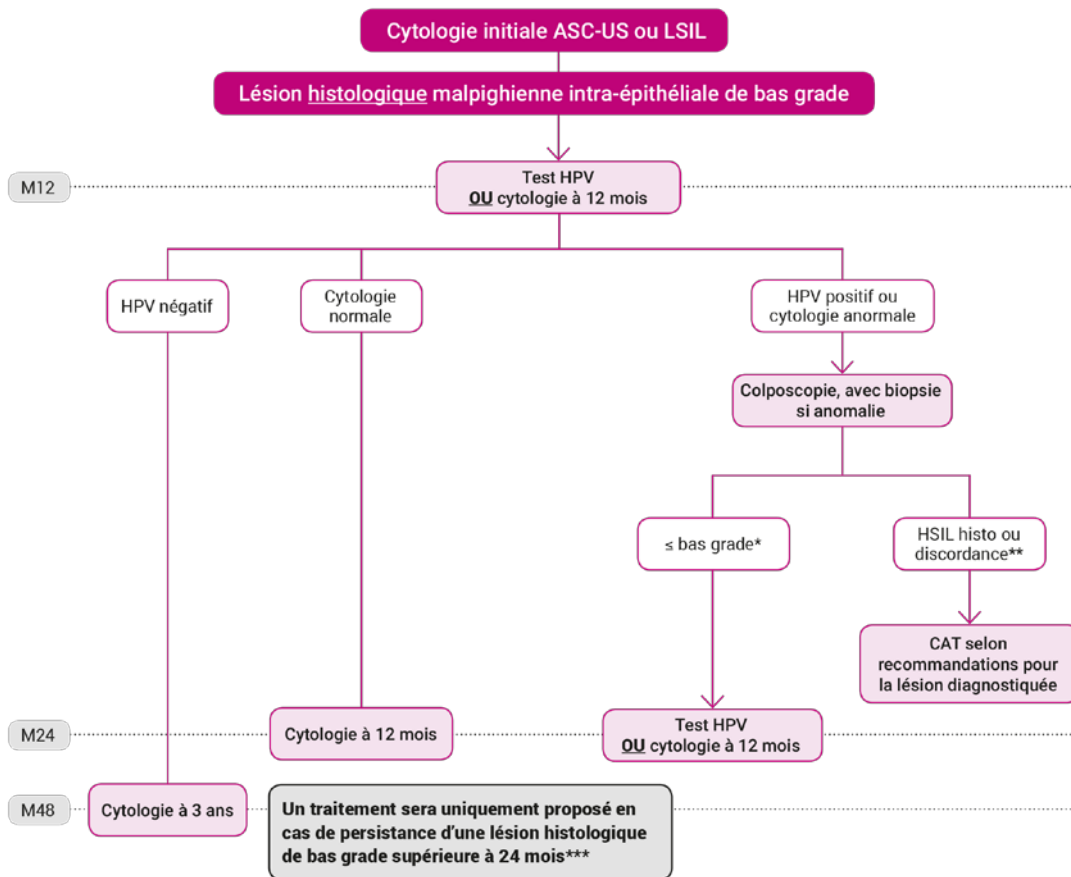 Cytologie initiale ASC-US ou LSIL
Lésion histologique malpighienne intra-épithéliale de bas grade
M12
Test HPV
OU cytologie à 12 mois
HPV négatif
Cytologie
normale
HPV positif ou
cytologie anormale
Colposcopie, avec biopsie
si anomalie
≤ bas grade*
HSIL histo ou
discordance**
CAT selon
recommandations pour
la lésion diagnostiquée
M24
Cytologie à 12 mois
Test HPV
OU cytologie à 12 mois
M48
Cytologie à 3 ans
Un traitement sera uniquement proposé en
cas de persistance d’une lésion histologique
de bas grade supérieure à 24 mois***